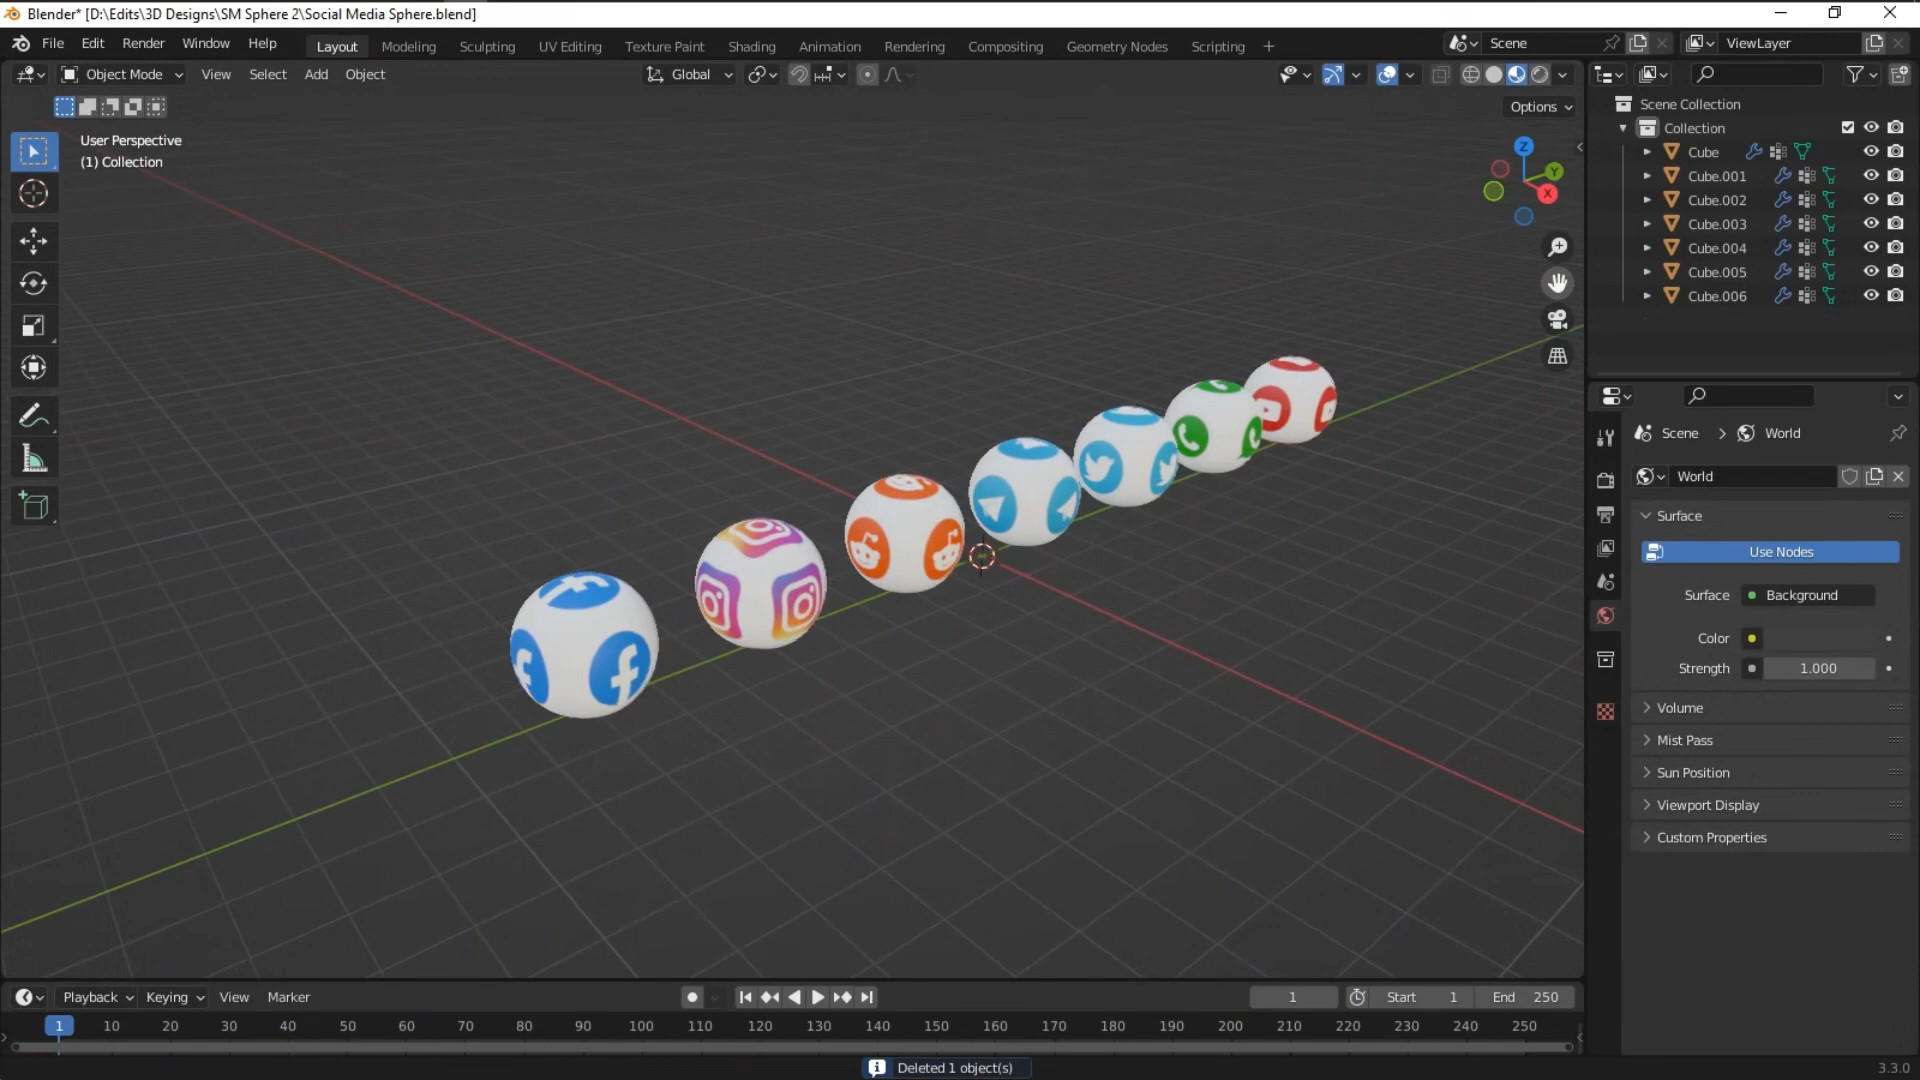 Blender* [D:\Edits\3D Designs\SM Sphere 2\Social Media Sphere.blend]
File Edit Render Window Help
Layout Modeling Sculpting UV Editing Texture Paint Shading Animation Rendering Compositing Geometry Nodes Scripting +
Scene
ViewLayer
Object Mode View Select Add Object
Global
Options
User Perspective
(1) Collection
Z
Y
X
Scene Collection
Collection
Cube
Cube.001
Cube.002
Cube.003
Cube.004
Cube.005
Cube.006
Scene > World
World
Surface
Use Nodes
Surface Background
Color
Strength 1.000
Volume
Mist Pass
Sun Position
Viewport Display
Custom Properties
Playback Keying View Marker
1 Start 1 End 250
1 10 20 30 40 50 60 70 80 90 100 110 120 130 140 150 160 170 180 190 200 210 220 230 240 250
Deleted 1 object(s)
3.3.0